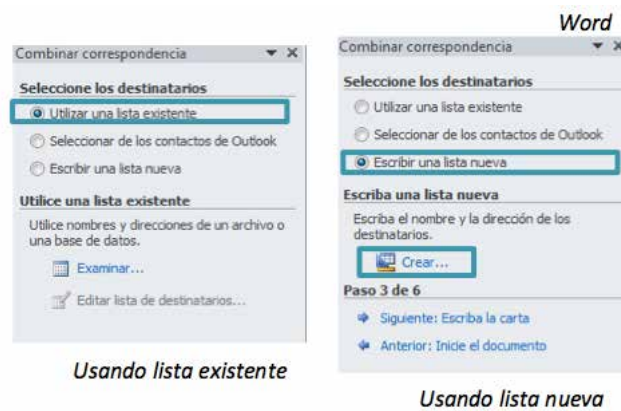 Word
Combinar correspondencia
Seleccione los destinatarios
Utilizar una lista existente
Seleccionar de los contactos de Outlook
Escribir una lista nueva
Utilice una lista existente
Utilice nombres y direcciones de un archivo o
una base de datos.
Examinar...
Editar lista de destinatarios...
Usando lista existente
Combinar correspondencia
Seleccione los destinatarios
Utilizar una lista existente
Seleccionar de los contactos de Outlook
Escribir una lista nueva
Escriba una lista nueva
Escriba el nombre y la dirección de los
destinatarios.
Crear...
Paso 3 de 6
Siguiente: Escriba la carta
Anterior: Inicie el documento
Usando lista nueva